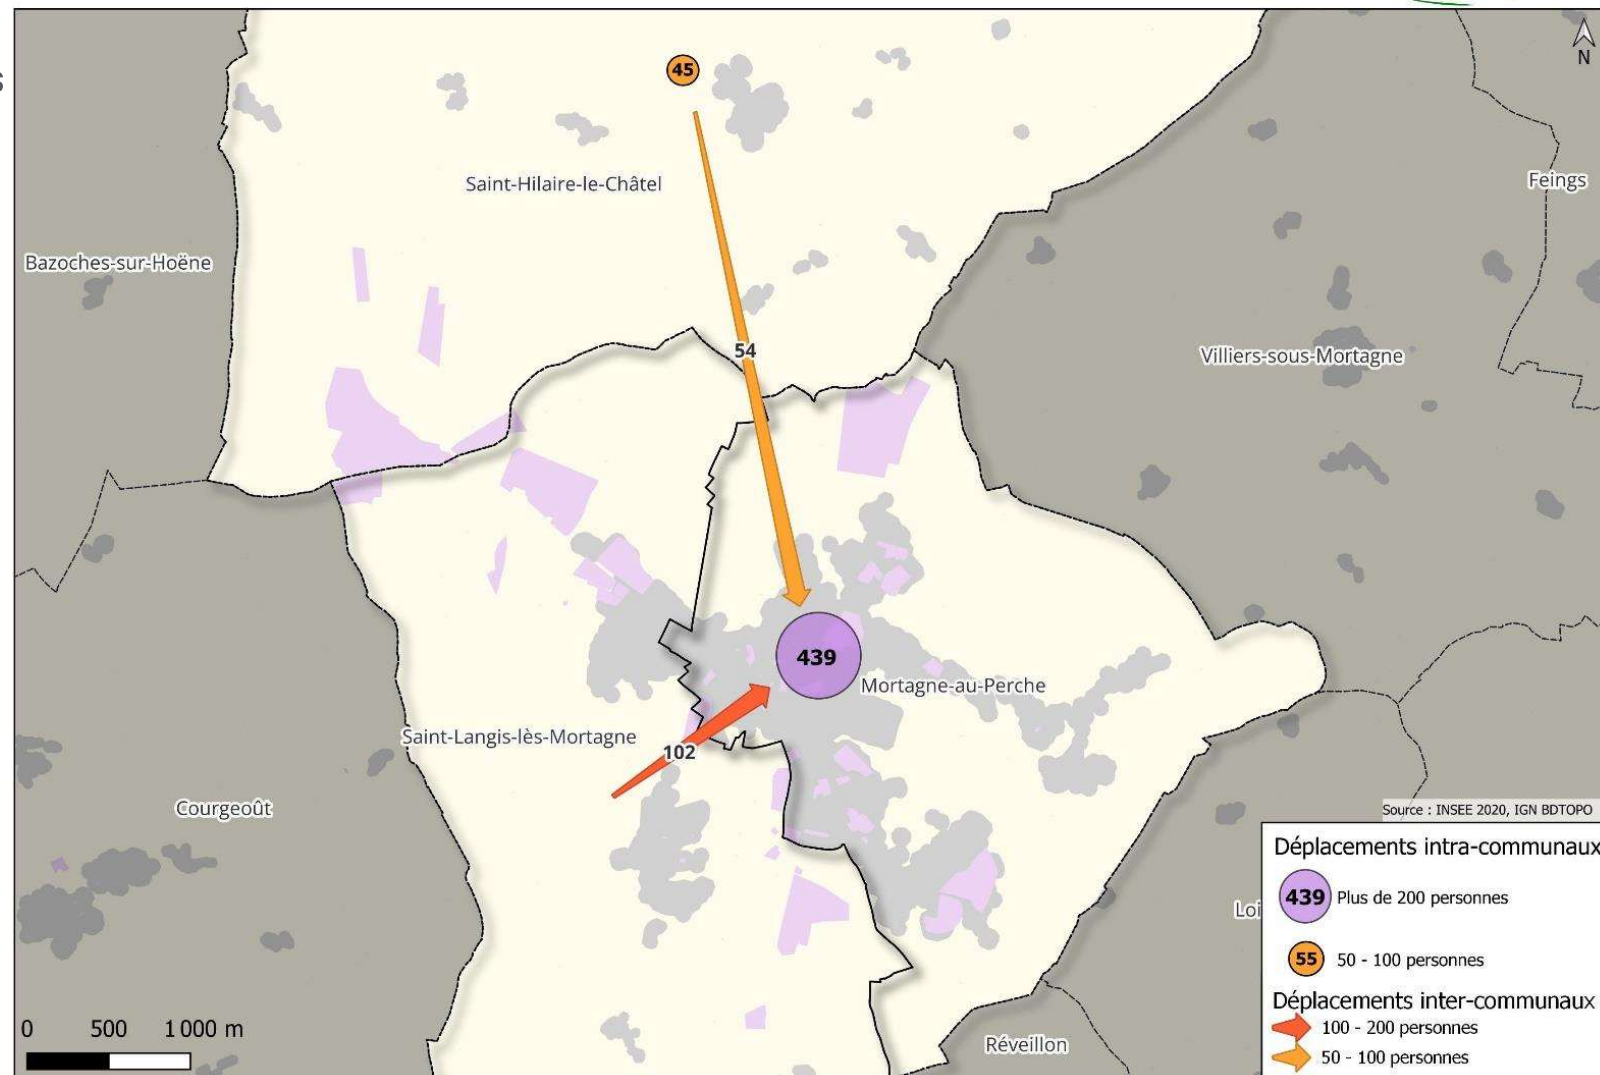 s
N
45
Saint-Hilaire-le-Châtel
Feings
Bazoches-sur-Hoëne
54
Villiers-sous-Mortagne
439
Mortagne-au-Perche
Saint-Langis-lès-Mortagne
102
Courgeoût
Source : INSEE 2020, IGN BDTOPO
Déplacements intra-communaux
439 Plus de 200 personnes
Loi
55 50 - 100 personnes
Déplacements inter-communaux
100 - 200 personnes
50 - 100 personnes
0 500 1 000 m
Réveillon